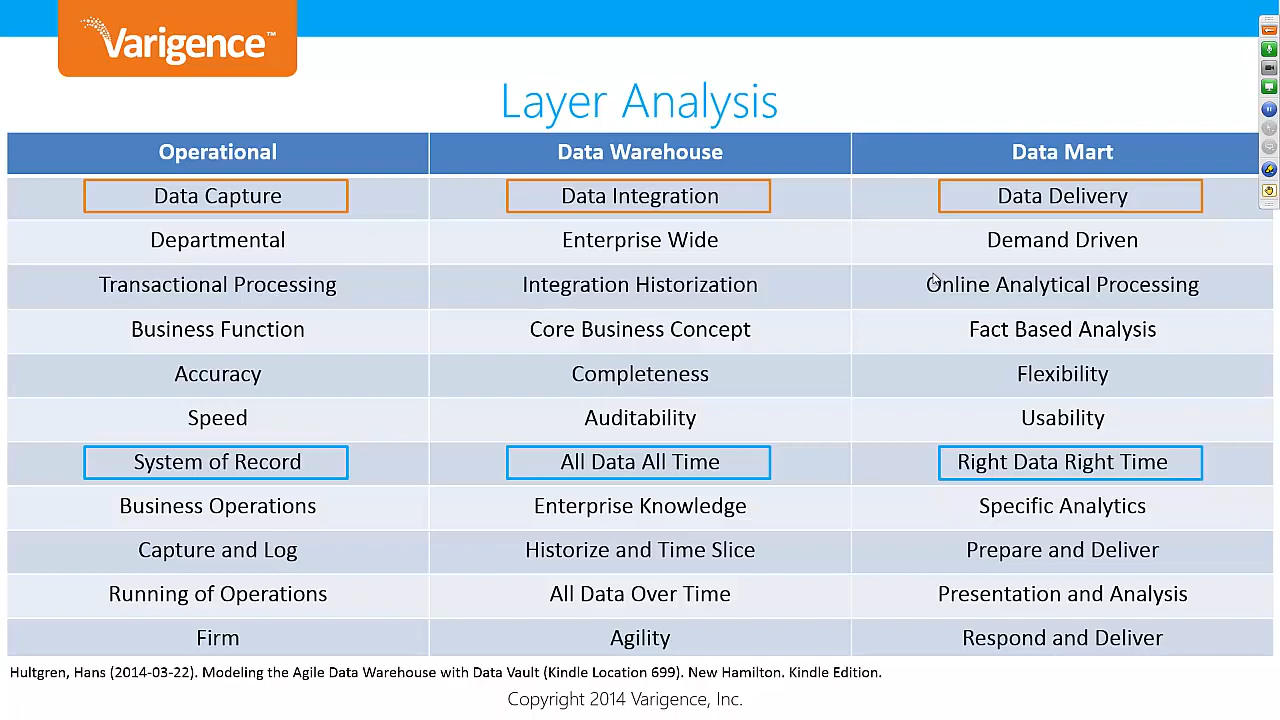 Varigence™
Layer Analysis
Operational Data Warehouse Data Mart
Data Capture Data Integration Data Delivery
Departmental Enterprise Wide Demand Driven
Transactional Processing Integration Historization Online Analytical Processing
Business Function Core Business Concept Fact Based Analysis
Accuracy Completeness Flexibility
Speed Auditability Usability
System of Record All Data All Time Right Data Right Time
Business Operations Enterprise Knowledge Specific Analytics
Capture and Log Historize and Time Slice Prepare and Deliver
Running of Operations All Data Over Time Presentation and Analysis
Firm Agility Respond and Deliver
Hultgren, Hans (2014-03-22). Modeling the Agile Data Warehouse with Data Vault (Kindle Location 699). New Hamilton. Kindle Edition.
Copyright 2014 Varigence, Inc.